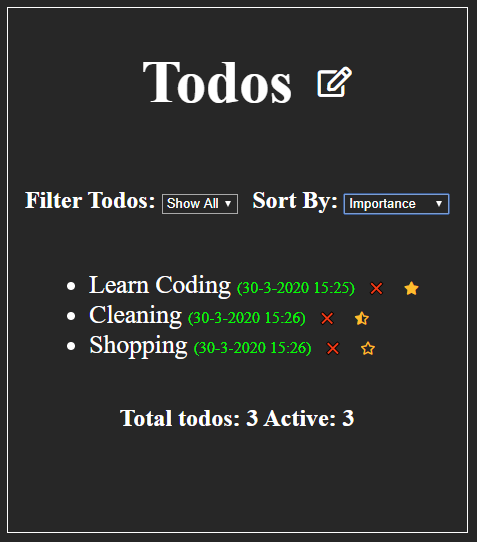 Todos
Filter Todos: Show All Sort By: Importance
Learn Coding (30-3-2020 15:25)
Cleaning (30-3-2020 15:26)
Shopping (30-3-2020 15:26)
Total todos: 3 Active: 3